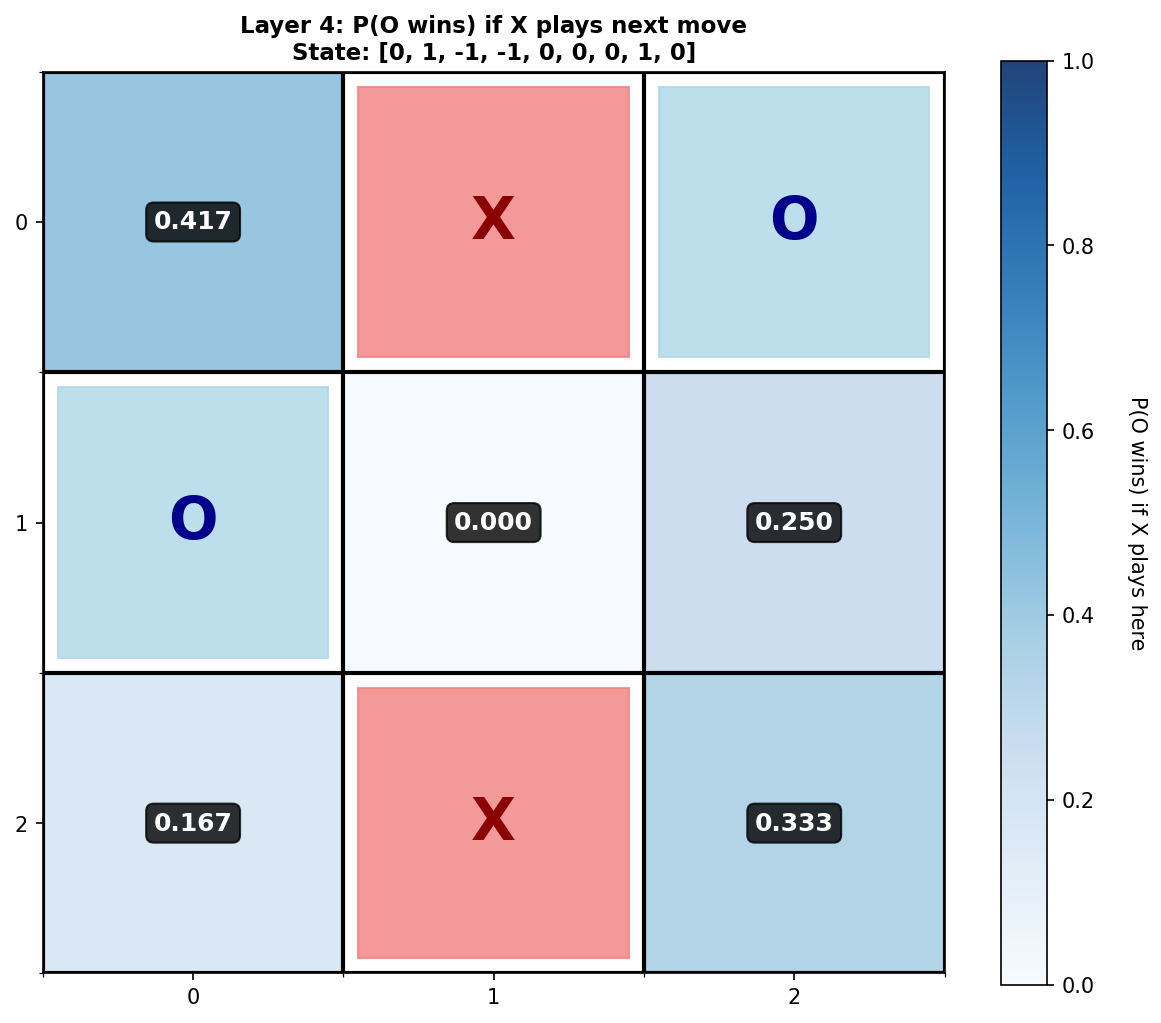 Layer 4: P(O wins) if X plays next move
State: [0, 1, -1, -1, 0, 0, 0, 1, 0]
0.417 X O
O 0.000 0.250
0.167 X 0.333
0
1
2
0 1 2
1.0
0.8
0.6
0.4
0.2
0.0
P(O wins) if X plays here